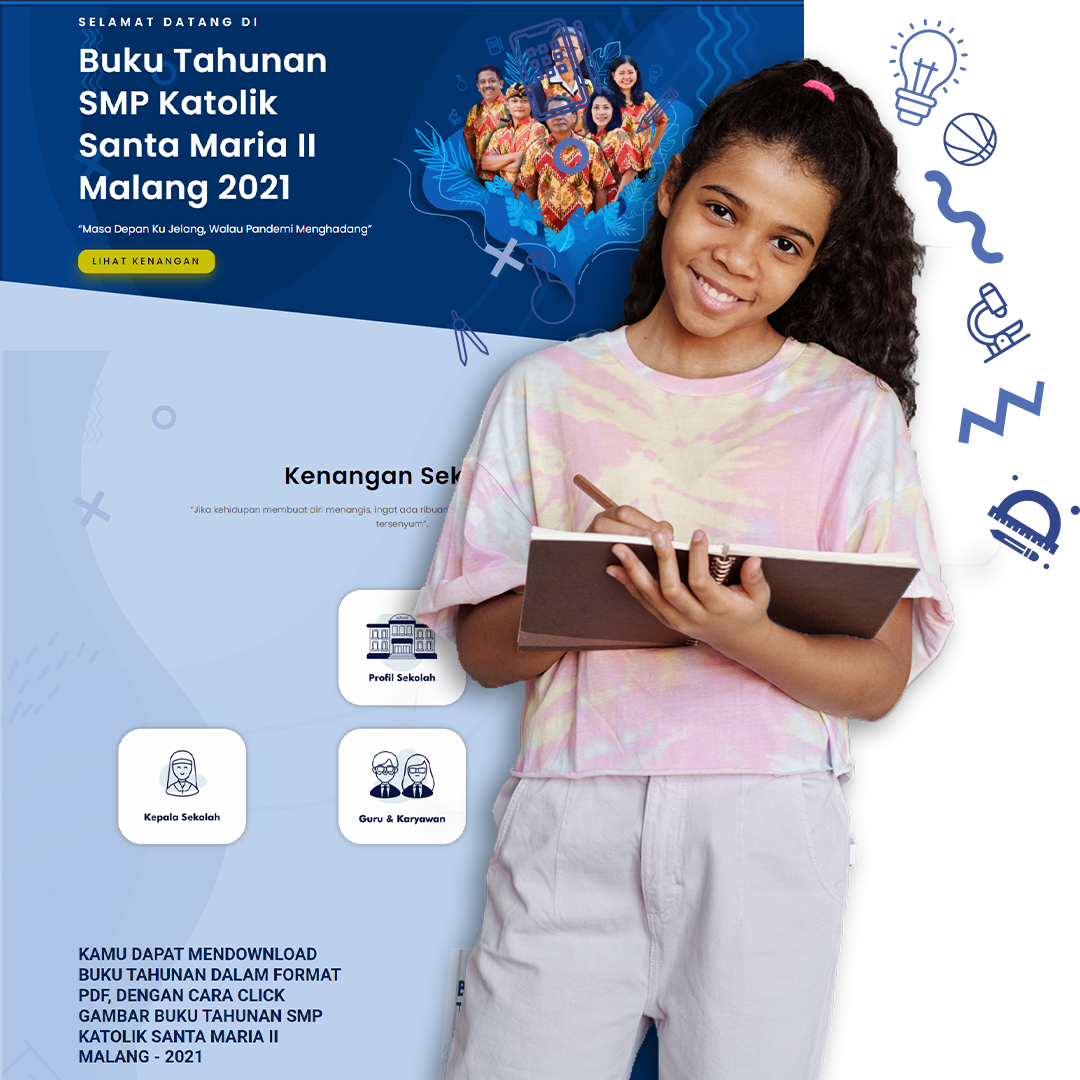 SELAMAT DATANG DI
Buku Tahunan
SMP Katolik
Santa Maria II
Malang 2021
“Masa Depan Ku Jelang, Walau Pandemi Menghadang”
LIHAT KENANGAN
Kenangan Sek
“Jika kehidupan membuat diri menangis, ingat ada ribuan
tersenyum”.
Profil Sekolah
Kepala Sekolah
Guru & Karyawan
KAMU DAPAT MENDOWNLOAD
BUKU TAHUNAN DALAM FORMAT
PDF, DENGAN CARA CLICK
GAMBAR BUKU TAHUNAN SMP
KATOLIK SANTA MARIA II
MALANG - 2021